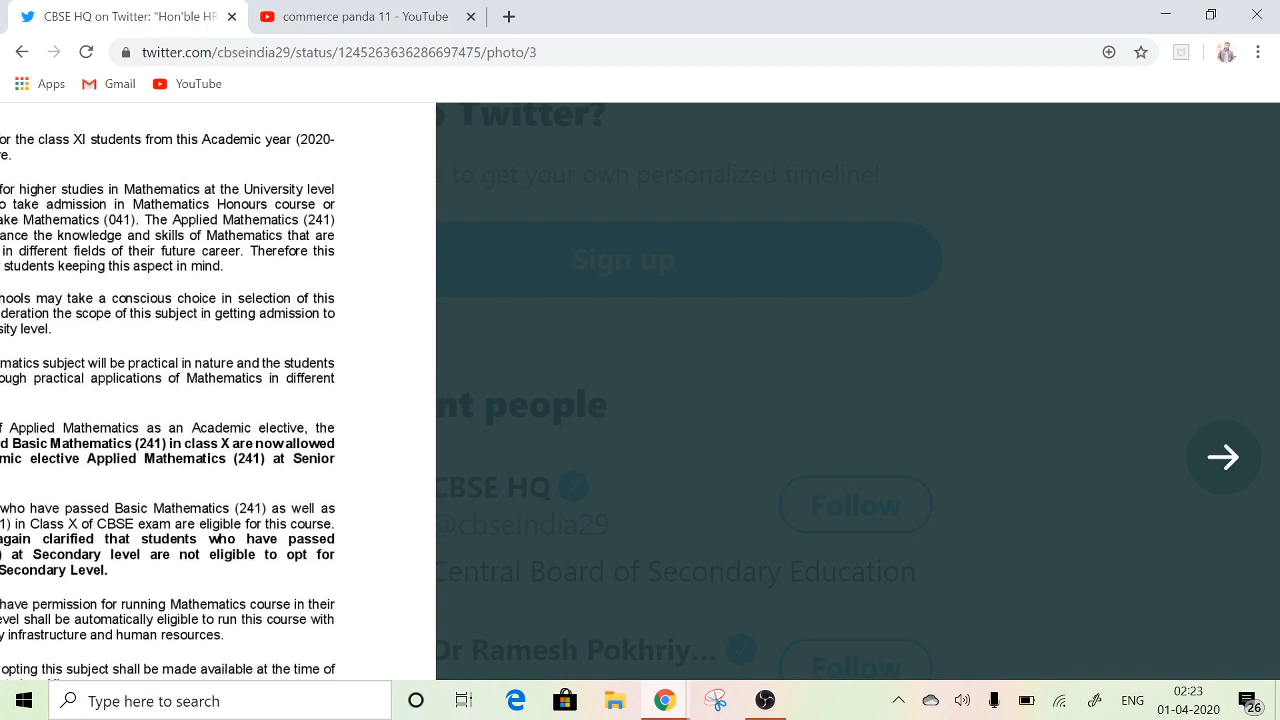 CBSE HQ on Twitter: "Hon'ble HR
commerce panda 11 - YouTube
twitter.com/cbseindia29/status/1245263636286697475/photo/3
Apps
Gmail
YouTube
Twitter?
or the class XI students from this Academic year (2020-
e.
to get your own personalized timeline!
for higher studies in Mathematics at the University level
o take admission in Mathematics Honours course or
ake Mathematics (041). The Applied Mathematics (241)
ance the knowledge and skills of Mathematics that are
in different fields of their future career. Therefore this
students keeping this aspect in mind.
Sign up
hools may take a conscious choice in selection of this
deration the scope of this subject in getting admission to
sity level.
matics subject will be practical in nature and the students
ough practical applications of Mathematics in different
nt people
f Applied Mathematics as an Academic elective, the
d Basic Mathematics (241) in class X are now allowed
mic elective Applied Mathematics (241) at Senior
CBSE HQ
Follow
@cbseindia29
Central Board of Secondary Education
who have passed Basic Mathematics (241) as well as
1) in Class X of CBSE exam are eligible for this course.
again clarified that students who have passed
) at Secondary level are not eligible to opt for
Secondary Level.
have permission for running Mathematics course in their
evel shall be automatically eligible to run this course with
y infrastructure and human resources.
Dr Ramesh Pokhriy...
Follow
opting this subject shall be made available at the time of
Type here to search
ENG
02:23
01-04-2020
26